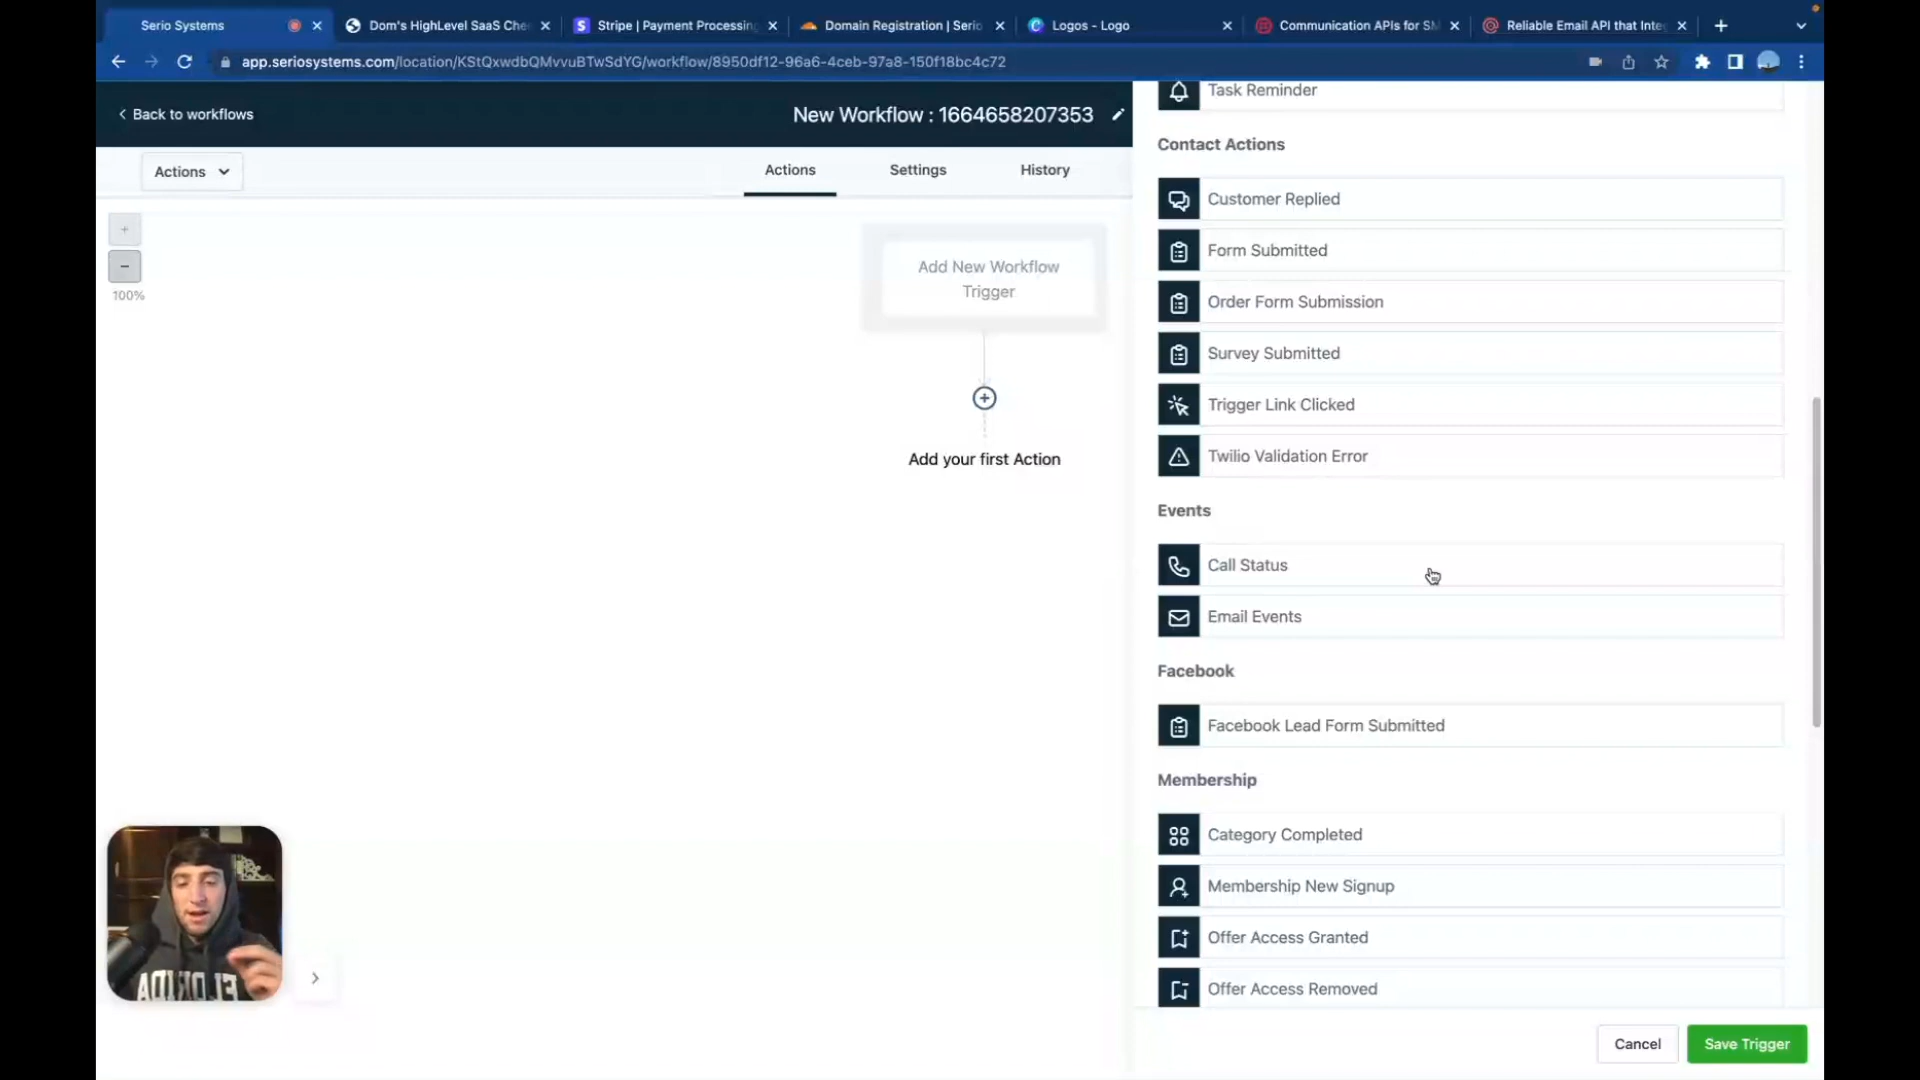 Serio Systems
Dom's HighLevel SaaS Che
Stripe | Payment Processing
Domain Registration | Serio
Logos - Logo
Communication APIs for SM
Reliable Email API that Inte
app.seriosystems.com/location/KStQxwdbQMvvuBTwSdYG/workflow/8950df12-96a6-4ceb-97a8-150f18bc4c72
Back to workflows
New Workflow : 1664658207353
Actions
Actions
Settings
History
100%
Add New Workflow
Trigger
Add your first Action
Task Reminder
Contact Actions
Customer Replied
Form Submitted
Order Form Submission
Survey Submitted
Trigger Link Clicked
Twilio Validation Error
Events
Call Status
Email Events
Facebook
Facebook Lead Form Submitted
Membership
Category Completed
Membership New Signup
Offer Access Granted
Offer Access Removed
Cancel
Save Trigger
FLORIDA